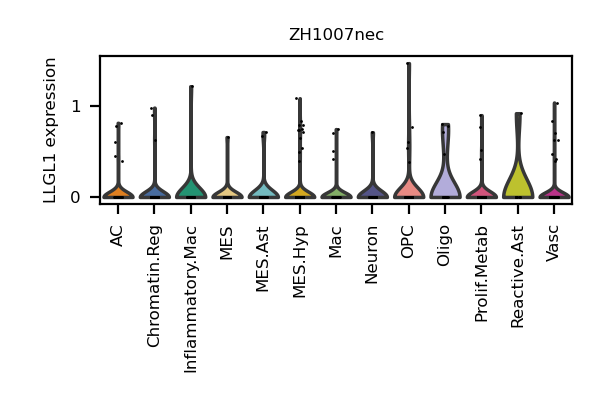 ZH1007nec
LLGL1 expression
1
0
AC
Chromatin.Reg
Inflammatory.Mac
MES
MES.Ast
MES.Hyp
Mac
Neuron
OPC
Oligo
Prolif.Metab
Reactive.Ast
Vasc